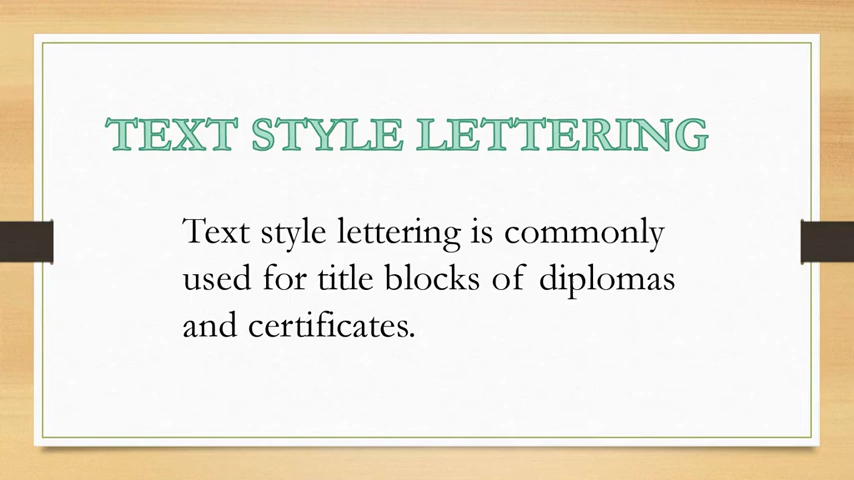 TEXT STYLE LETTERING
Text style lettering is commonly
used for title blocks of diplomas
and certificates.